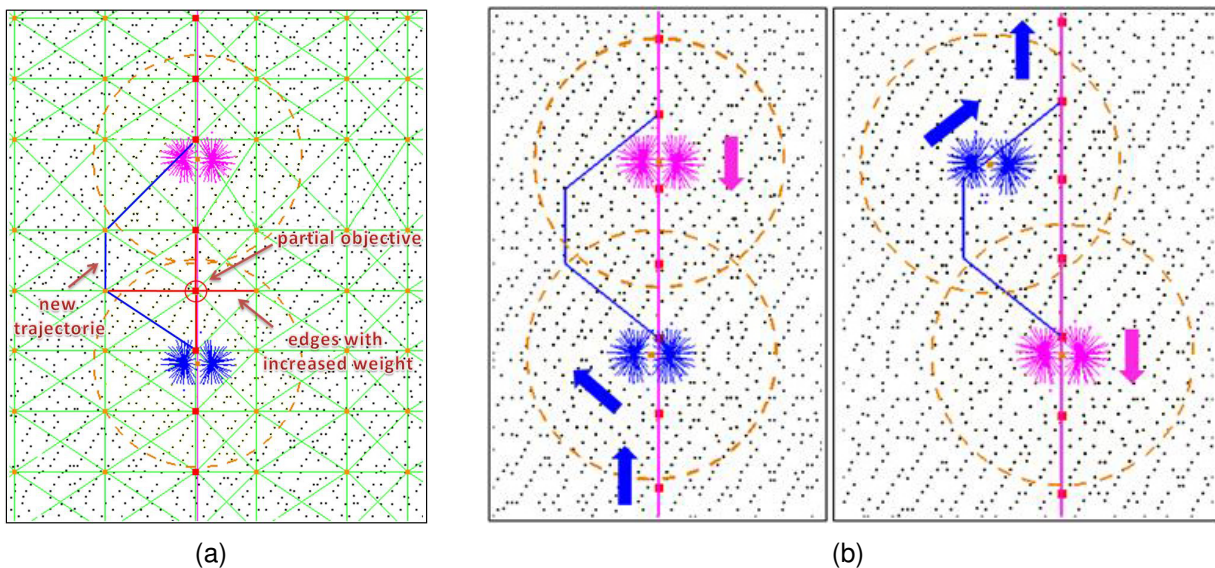 partial objective
new
trajectorie
edges with
increased weight
(a)
(b)